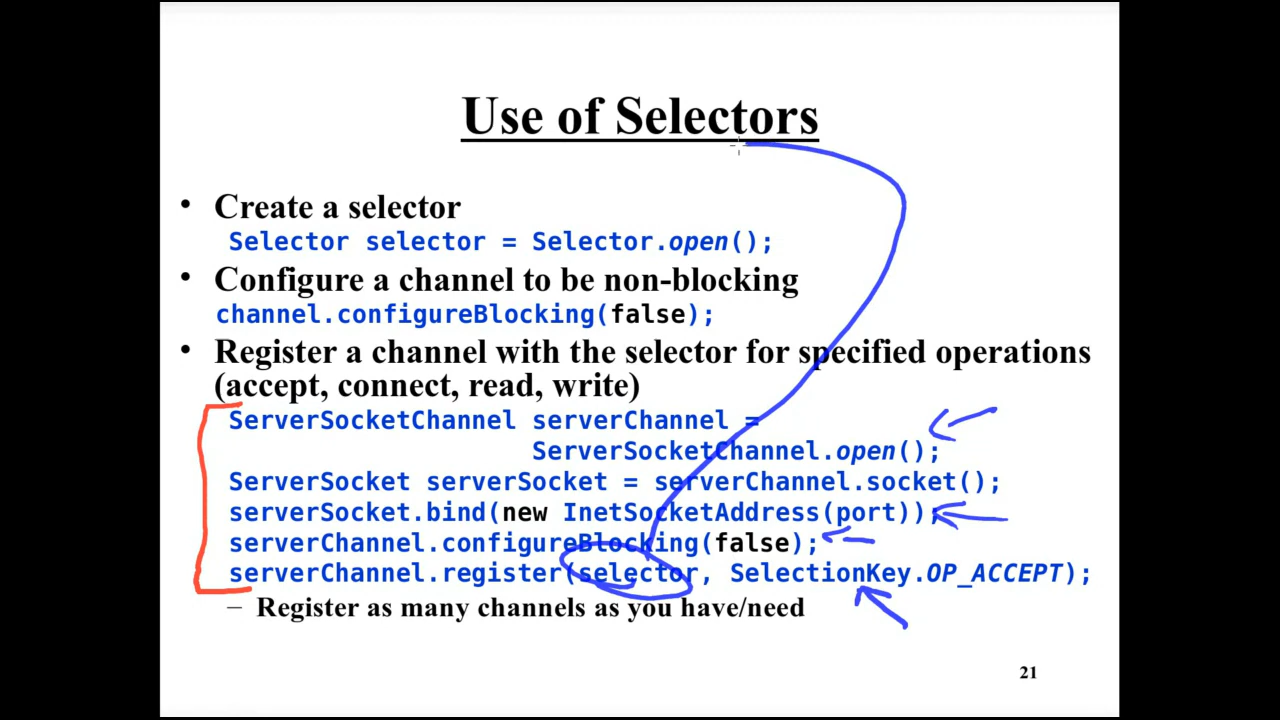 Use of Selectors
• Create a selector
Selector selector = Selector.open();
• Configure a channel to be non-blocking
channel.configureBlocking(false);
• Register a channel with the selector for specified operations
(accept, connect, read, write)
ServerSocketChannel serverChannel =
ServerSocketChannel.open();
ServerSocket serverSocket = serverChannel.socket();
serverSocket.bind(new InetSocketAddress(port));
serverChannel.configureBlocking(false);
serverChannel.register(selector, SelectionKey.OP_ACCEPT);
– Register as many channels as you have/need
21